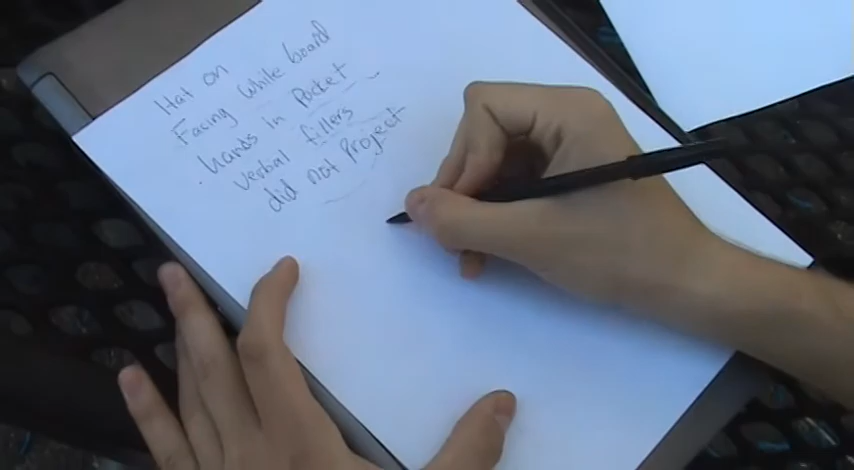 Hat on
Facing White board
hands in Pocket
verbal fillers
did not Project